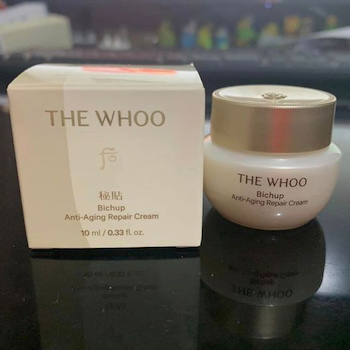 THE WHOO
秘貼
Bichup
Anti-Aging Repair Cream
10 ml / 0.33 fl. oz.
THE WHOO
Bichup
Anti-Aging Repair Cream